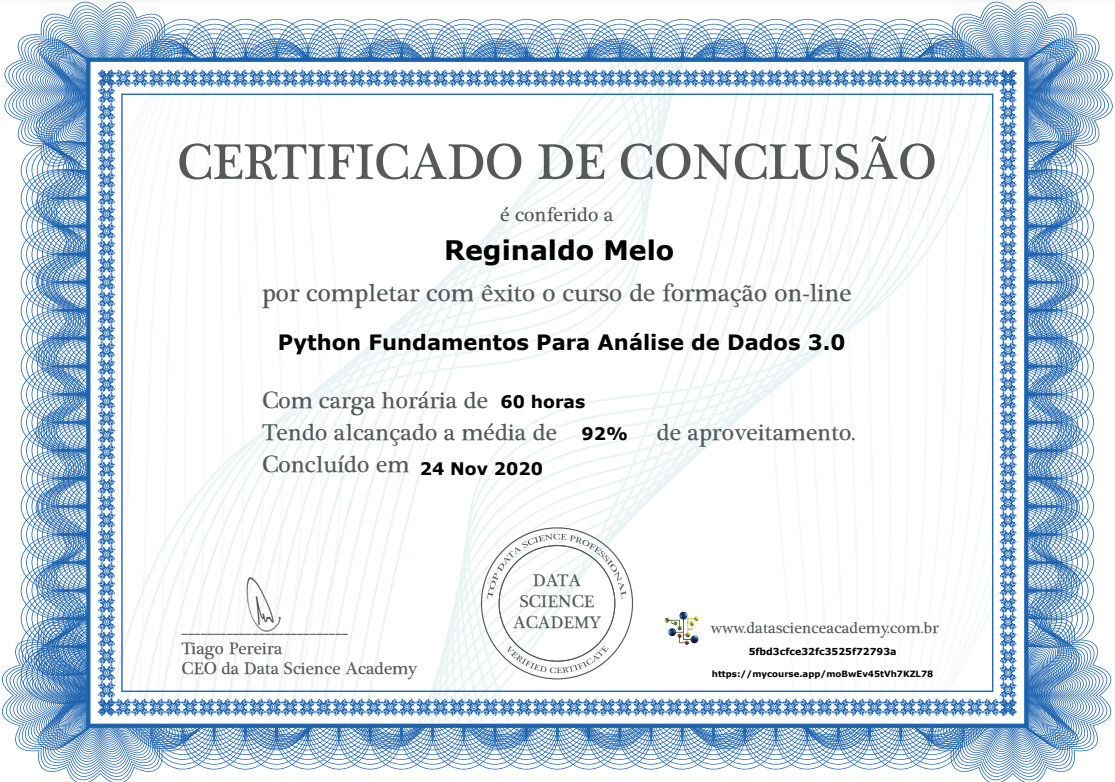 CERTIFICADO DE CONCLUSÃO
é conferido a
Reginaldo Melo
por completar com êxito o curso de formação on-line
Python Fundamentos Para Análise de Dados 3.0
Com carga horária de 60 horas
Tendo alcançado a média de 92% de aproveitamento.
Concluído em 24 Nov 2020
TOP DATA SCIENCE PROFESSIONAL
DATA
SCIENCE
ACADEMY
VERIFIED CERTIFICATE
Tiago Pereira
CEO da Data Science Academy
www.datascienceacademy.com.br
5fbd3cfce32fc3525f72793a
https://mycourse.app/moBwEv45tVh7KZL78